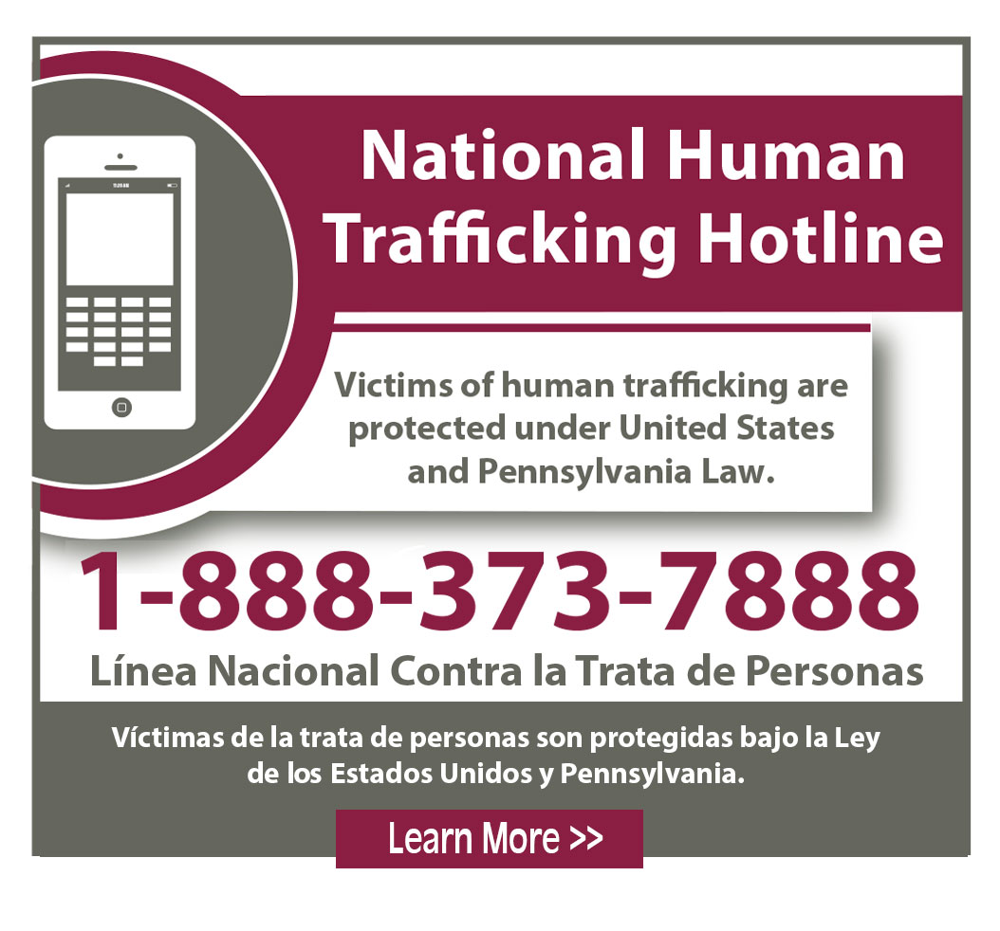 National Human
Trafficking Hotline
Victims of human trafficking are
protected under United States
and Pennsylvania Law.
1-888-373-7888
Línea Nacional Contra la Trata de Personas
Víctimas de la trata de personas son protegidas bajo la Ley
de los Estados Unidos y Pennsylvania.
Learn More >>